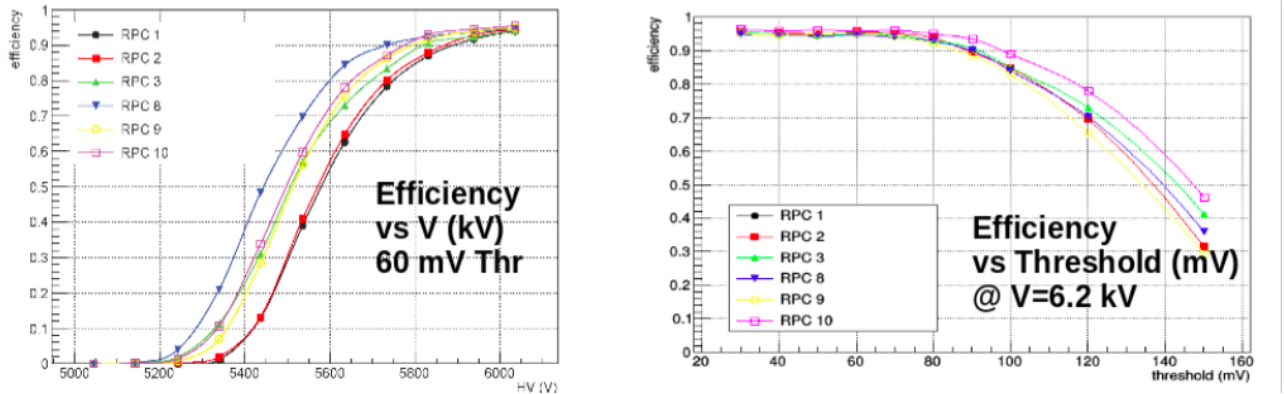 1
0.9
0.8
0.7
0.6
0.5
0.4
0.3
0.2
0.1
0
efficiency
RPC 1
RPC 2
RPC 3
RPC 8
RPC 9
RPC 10
Efficiency
vs V (kV)
60 mV Thr
5000 5200 5400 5600 5800 6000
HV (V)
1
0.9
0.8
0.7
0.6
0.5
0.4
0.3
0.2
0.1
0
efficiency
RPC 1
RPC 2
RPC 3
RPC 8
RPC 9
RPC 10
Efficiency
vs Threshold (mV)
@ V=6.2 kV
20 40 60 80 100 120 140 160
threshold (mV)